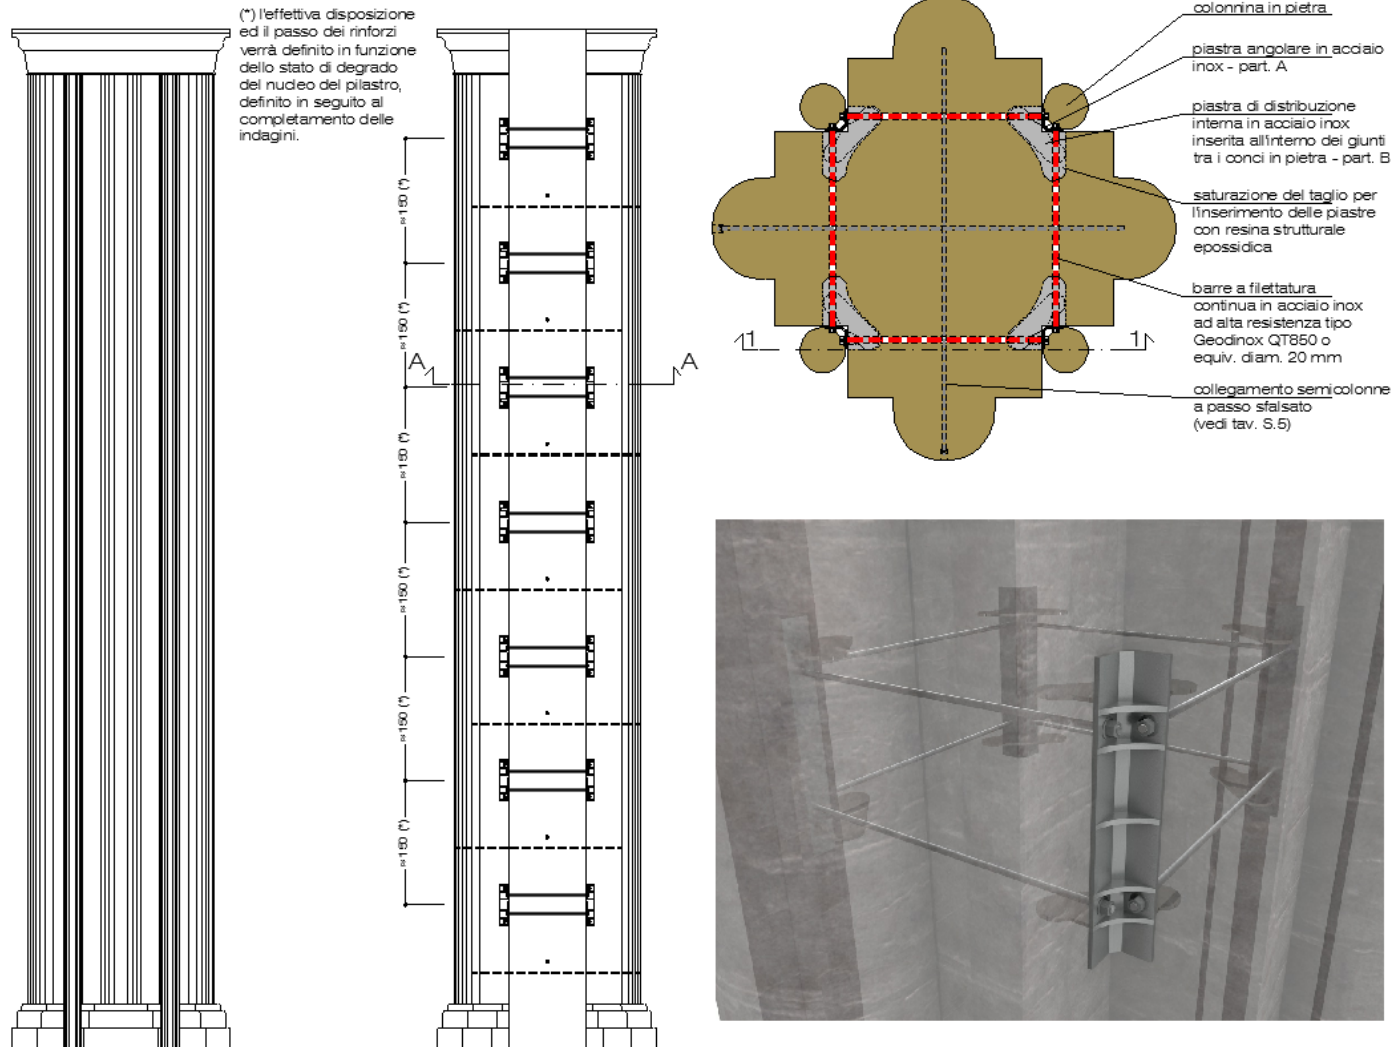 (*) l'effettiva disposizione
ed il passo dei rinforzi
verrà definito in funzione
dello stato di degrado
del nucleo del pilastro,
definito in seguito al
completamento delle
indagini.
≈150 (*)
≈150 (*)
≈150 (*)
≈150 (*)
≈150 (*)
≈150 (*)
A
A
colonnina in pietra
piastra angolare in acciaio
inox - part. A
piastra di distribuzione
interna in acciaio inox
inserita all'interno dei giunti
tra i conci in pietra - part. B
saturazione del taglio per
l'inserimento delle piastre
con resina strutturale
epossidica
barre a filettatura
continua in acciaio inox
ad alta resistenza tipo
Geodinox QT850 o
equiv. diam. 20 mm
collegamento semicolonne
a passo sfalsato
(vedi tav. S.5)
1
1